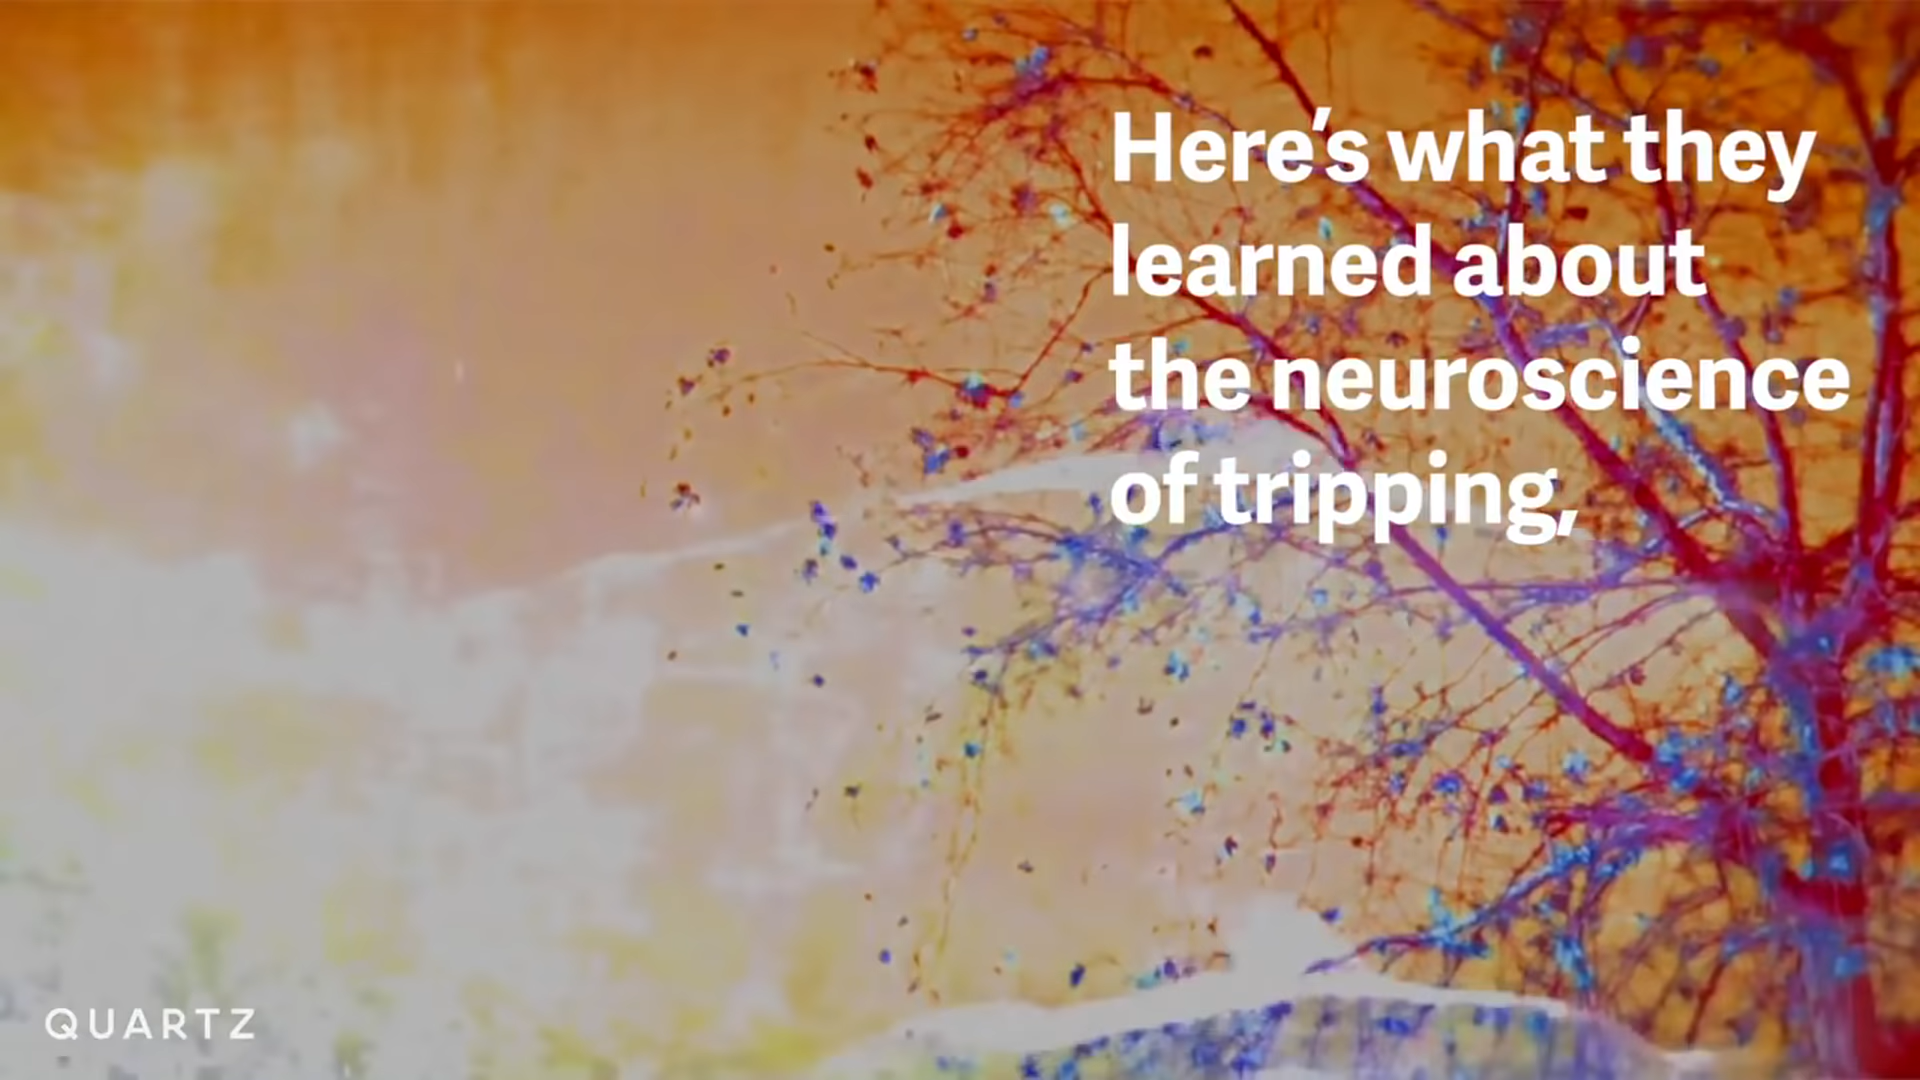 Here's what they
learned about
the neuroscience
of tripping,
QUARTZ